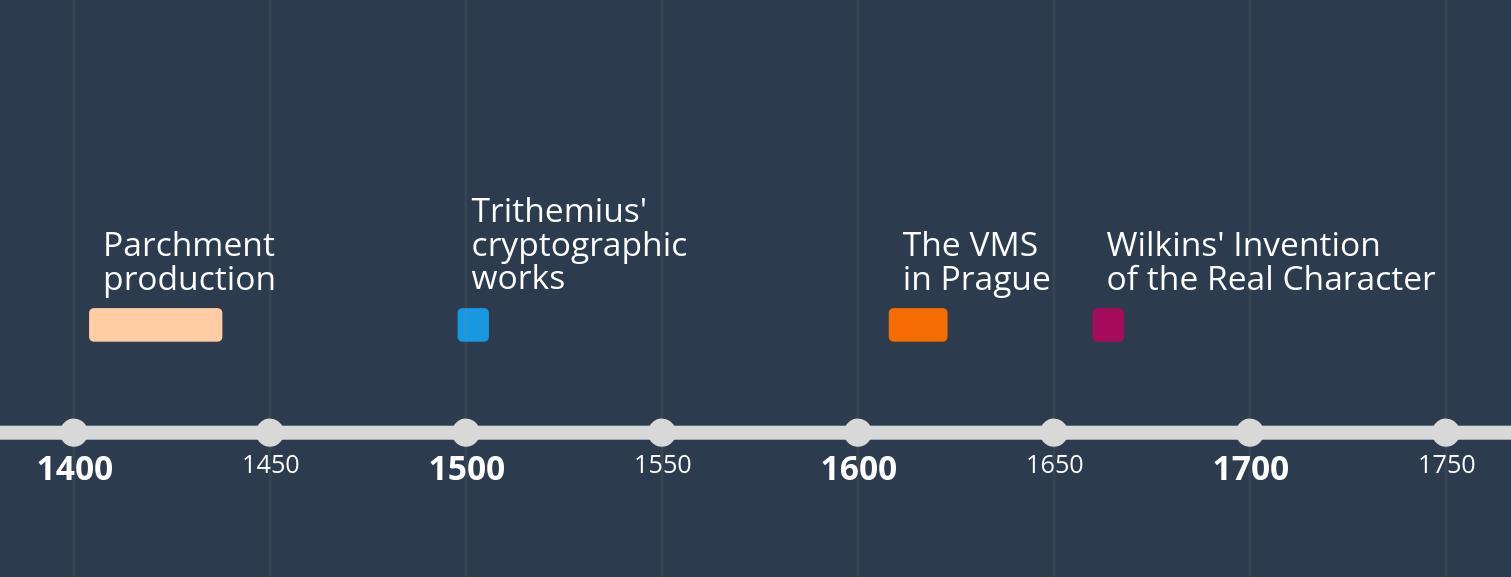 Parchment
production
Trithemius'
cryptographic
works
The VMS
in Prague
Wilkins' Invention
of the Real Character
1400
1450
1500
1550
1600
1650
1700
1750